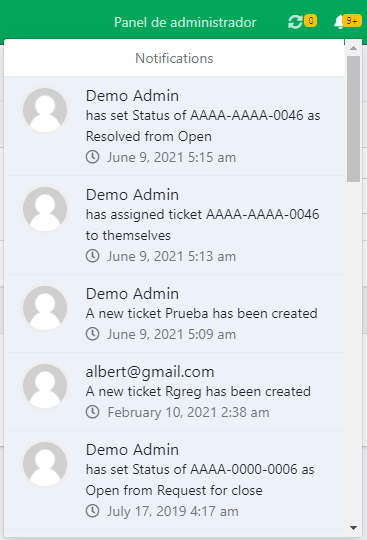 Panel de administrador
0
9+
Notifications
Demo Admin
has set Status of AAAA-AAAA-0046 as
Resolved from Open
June 9, 2021 5:15 am
Demo Admin
has assigned ticket AAAA-AAAA-0046
to themselves
June 9, 2021 5:13 am
Demo Admin
A new ticket Prueba has been created
June 9, 2021 5:09 am
albert@gmail.com
A new ticket Rgreg has been created
February 10, 2021 2:38 am
Demo Admin
has set Status of AAAA-0000-0006 as
Open from Request for close
July 17, 2019 4:17 am